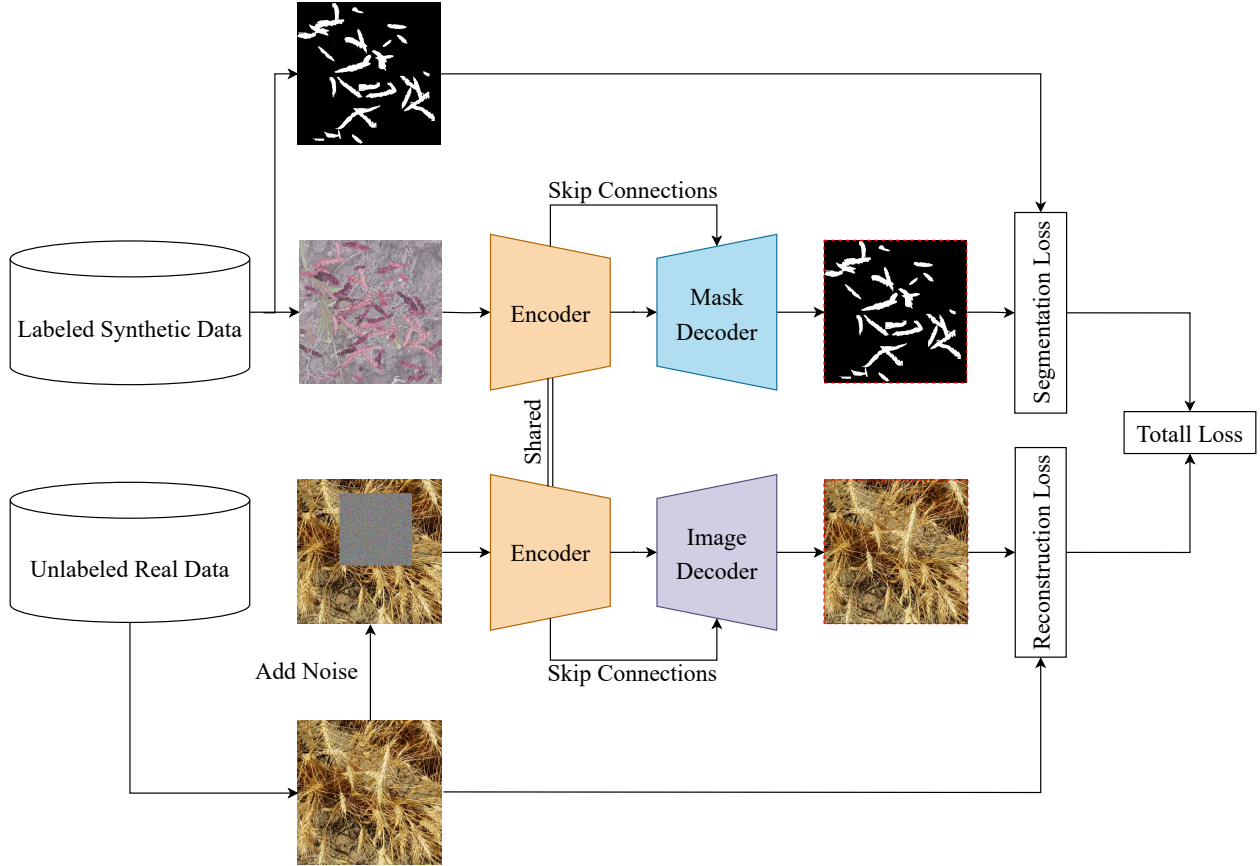 Skip Connections
Labeled Synthetic Data
Encoder
Mask
Decoder
Segmentation Loss
Shared
Totall Loss
Unlabeled Real Data
Encoder
Image
Decoder
Reconstruction Loss
Add Noise
Skip Connections